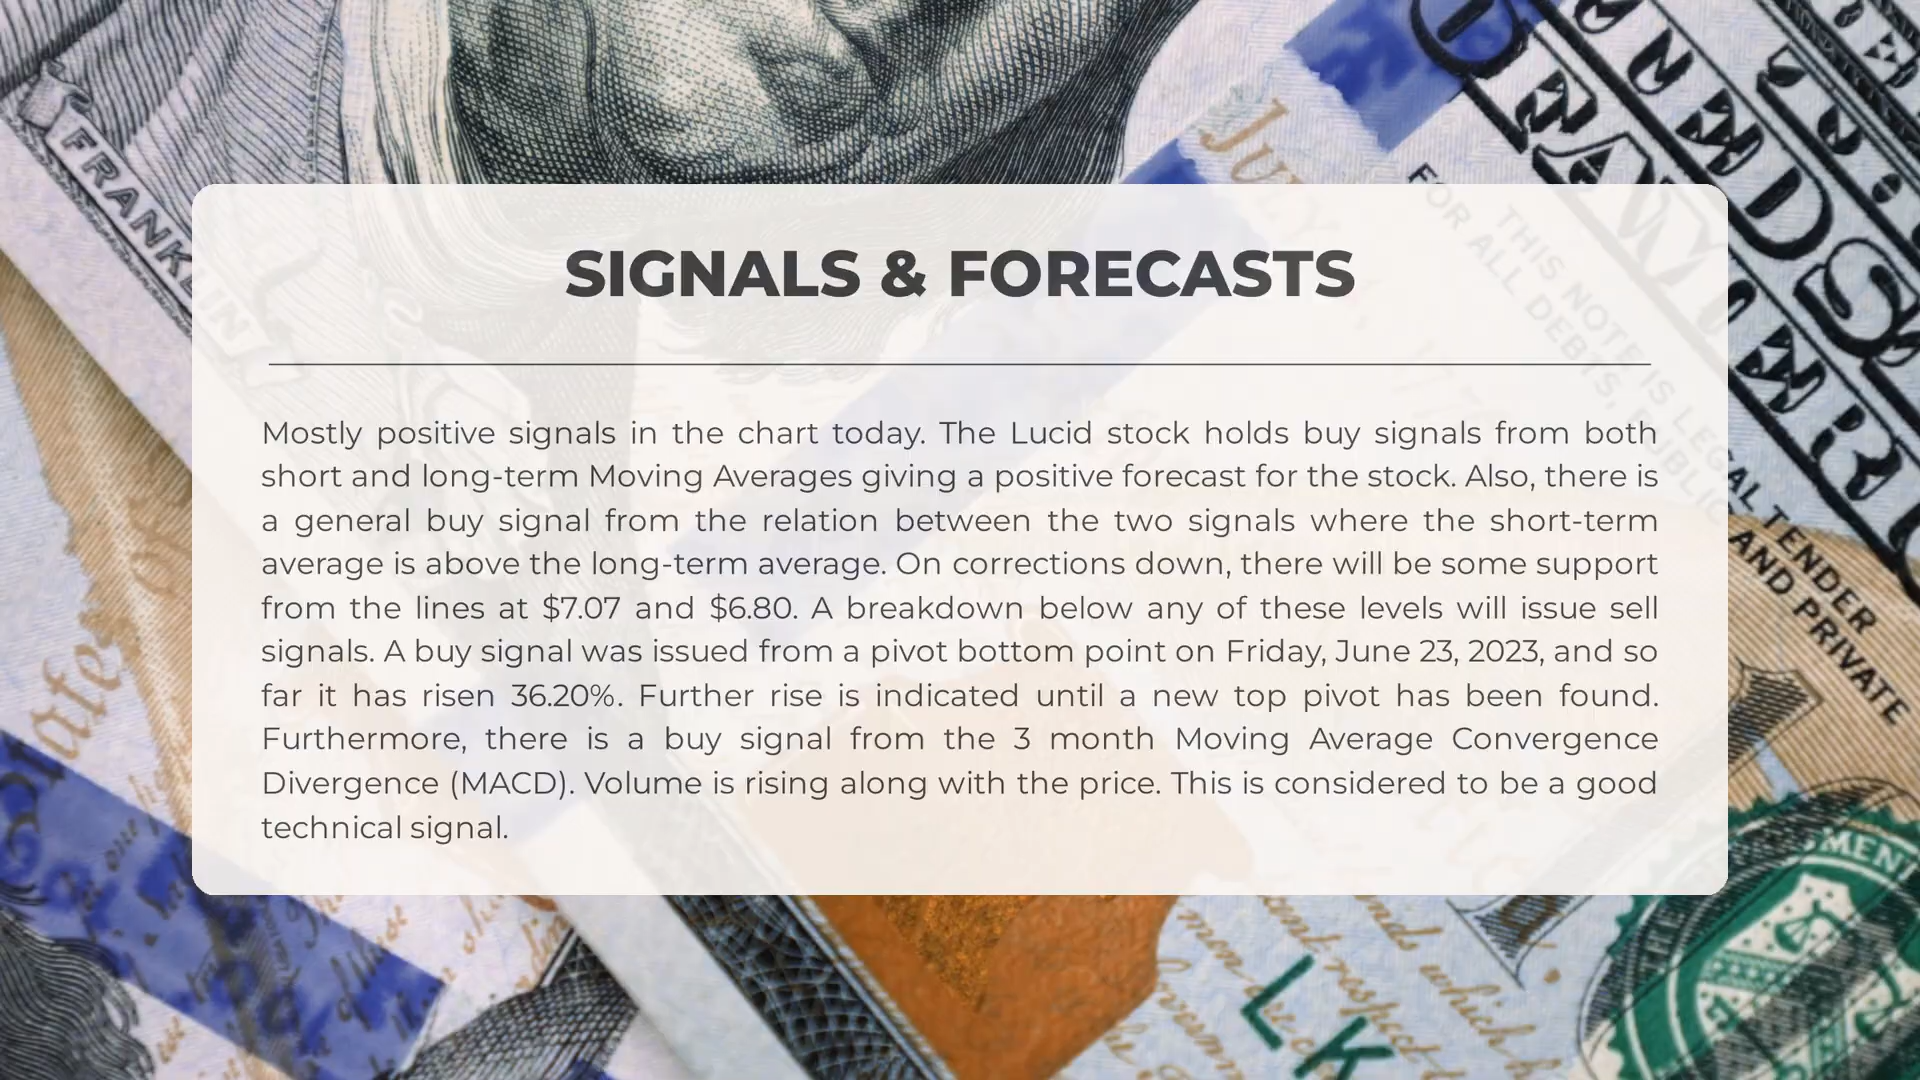 SIGNALS & FORECASTS
Mostly positive signals in the chart today. The Lucid stock holds buy signals from both
short and long-term Moving Averages giving a positive forecast for the stock. Also, there is
a general buy signal from the relation between the two signals where the short-term
average is above the long-term average. On corrections down, there will be some support
from the lines at $7.07 and $6.80. A breakdown below any of these levels will issue sell
signals. A buy signal was issued from a pivot bottom point on Friday, June 23, 2023, and so
far it has risen 36.20%. Further rise is indicated until a new top pivot has been found.
Furthermore, there is a buy signal from the 3 month Moving Average Convergence
Divergence (MACD). Volume is rising along with the price. This is considered to be a good
technical signal.
FRANKLIN
JULY
THIS NOTE IS LEGAL TENDER
FOR ALL DEBTS, PUBLIC AND PRIVATE
L K